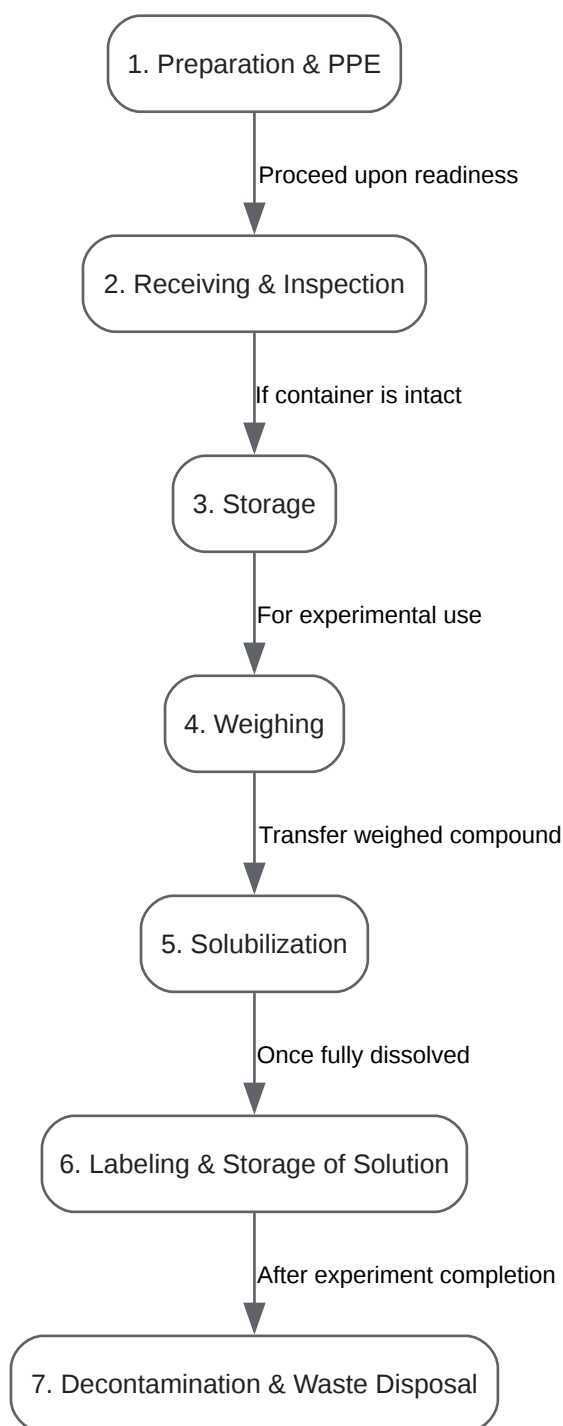 1. Preparation & PPE
Proceed upon readiness
2. Receiving & Inspection
If container is intact
3. Storage
For experimental use
4. Weighing
Transfer weighed compound
5. Solubilization
Once fully dissolved
6. Labeling & Storage of Solution
After experiment completion
7. Decontamination & Waste Disposal